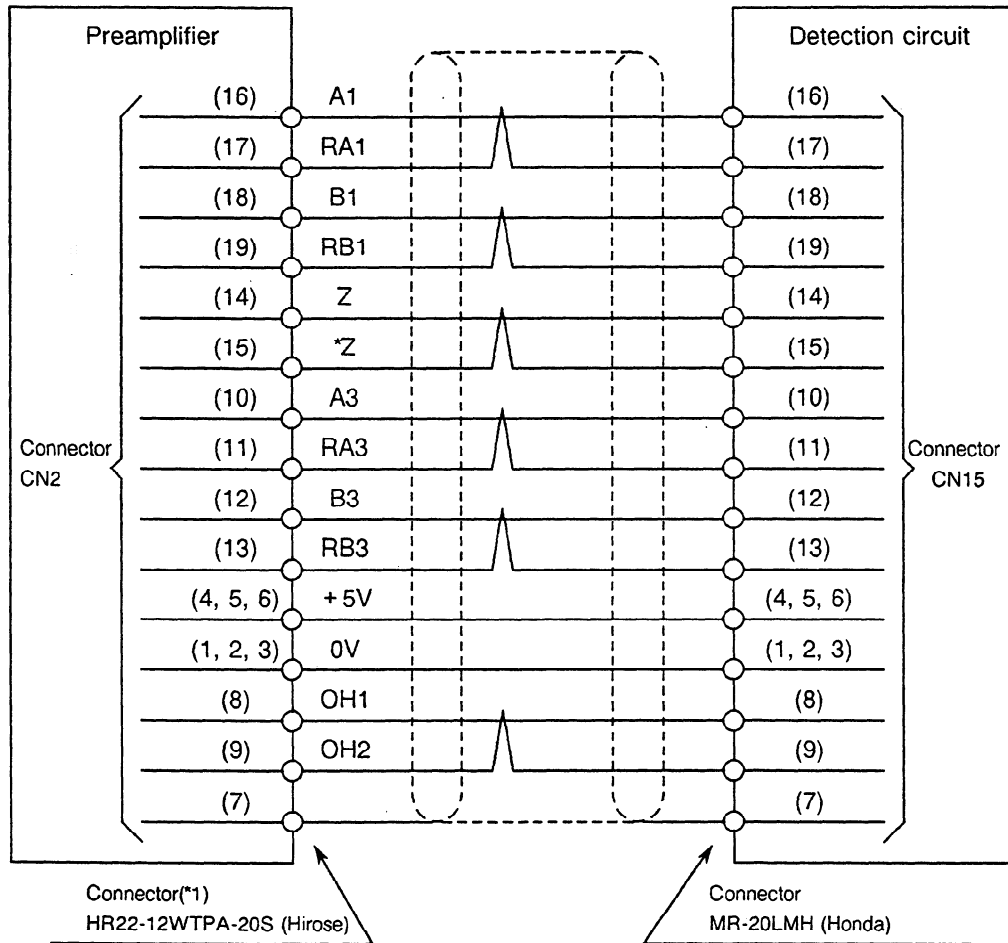 Preamplifier Detection circuit
(16) A1 (16)
(17) RA1 (17)
(18) B1 (18)
(19) RB1 (19)
(14) Z (14)
(15) *Z (15)
(10) A3 (10)
Connector CN2
(11) RA3 (11)
Connector CN15
(12) B3 (12)
(13) RB3 (13)
(4, 5, 6) +5V (4, 5, 6)
(1, 2, 3) 0V (1, 2, 3)
(8) OH1 (8)
(9) OH2 (9)
(7) (7)
Connector(*1)
HR22-12WTPA-20S (Hirose)
Connector
MR-20LMH (Honda)